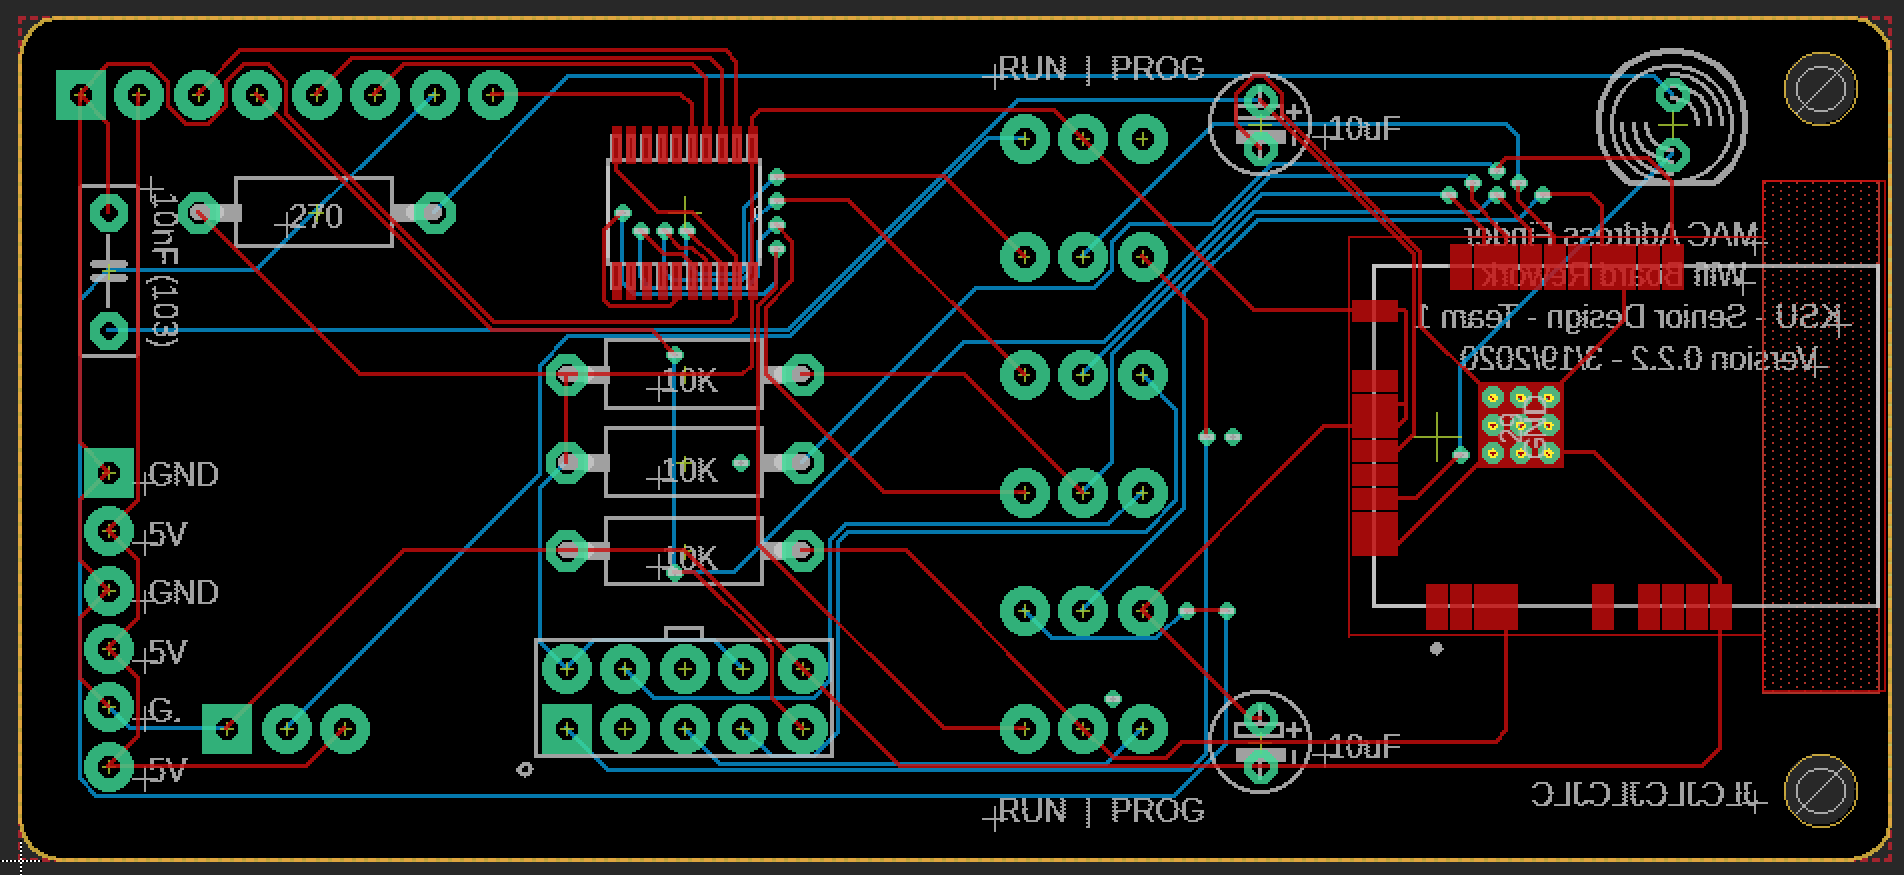 RUN | PROG
10uF
10nF (103)
270
MAC Address Finder
Wifi Board Rework
KSU - Senior Design - Team 1
Version 0.2.2 - 3/19/2020
10K
10K
10K
GND
5V
GND
5V
G.
5V
10uF
RUN | PROG
JLCJLCJLCJLC